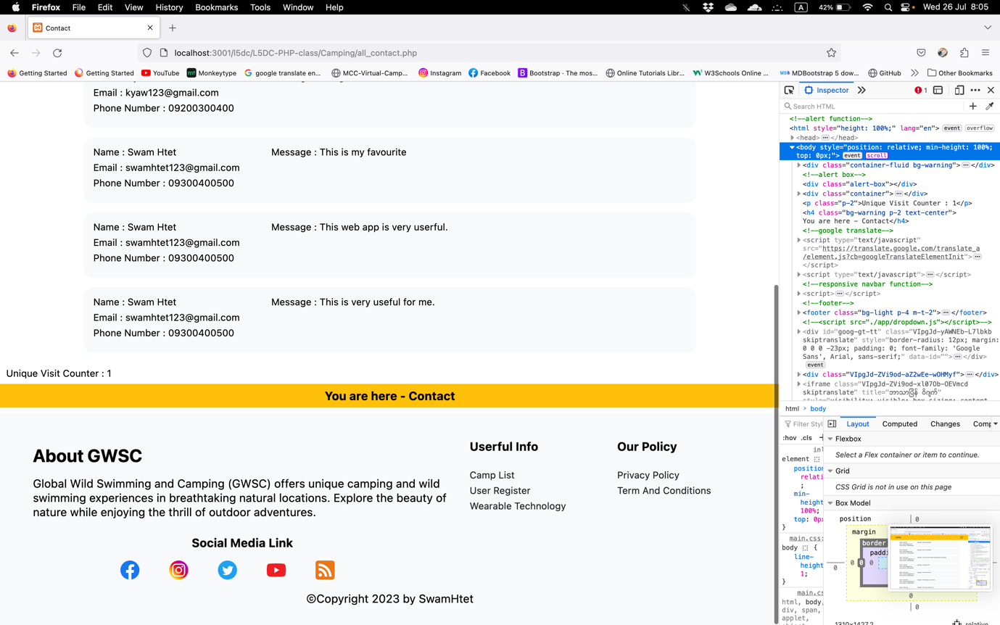 Firefox File Edit View History Bookmarks Tools Window Help A 42% Wed 26 Jul 8:05
Contact
localhost:3001/l5dc/L5DC-PHP-class/Camping/all_contact.php
Getting Started Getting Started YouTube mt Monkeytype google translate en... MCC-Virtual-Camp... Instagram Facebook B Bootstrap · The mos... Online Tutorials Libr... W3Schools Online ... MDBootstrap 5 dow... GitHub Other Bookmarks
Email : kyaw123@gmail.com
Phone Number : 09200300400
Name : Swam Htet
Message : This is my favourite
Email : swamhtet123@gmail.com
Phone Number : 09300400500
Name : Swam Htet
Message : This web app is very userful.
Email : swamhtet123@gmail.com
Phone Number : 09300400500
Name : Swam Htet
Message : This is very useful for me.
Email : swamhtet123@gmail.com
Phone Number : 09300400500
Unique Visit Counter : 1
You are here - Contact
About GWSC
Global Wild Swimming and Camping (GWSC) offers unique camping and wild
swimming experiences in breathtaking natural locations. Explore the beauty of
nature while enjoying the thrill of outdoor adventures.
Userful Info
Camp List
User Register
Wearable Technology
Our Policy
Privacy Policy
Term And Conditions
Social Media Link
©Copyright 2023 by SwamHtet
Inspector 1
Search HTML
<!--alert function-->
<html style="height: 100%;" lang="en"> event overflow
<head> </head>
<body style="position: relative; min-height: 100%;
top: 0px;"> event scroll
<div class="container-fluid bg-warning"> </div>
<!--alert box-->
<div class="alert-box"></div>
<div class="container"> </div>
<p class="p-2">Unique Visit Counter : 1</p>
<h4 class="bg-warning p-2 text-center">
You are here - Contact</h4>
<!--google translate-->
<script type="text/javascript"
src="https://translate.google.com/translate_a
/element.js?cb=googleTranslateElementInit">
</script>
<script type="text/javascript"> </script>
<!--responsive navbar function-->
<script> </script>
<!--footer-->
<footer class="bg-light p-4 m-t-2"> </footer>
<!--<script src="./app/dropdown.js"></script>-->
<div id="goog-gt-tt" class="VIpgJd-yAWNEb-L7lbkb
skiptranslate" style="border-radius: 12px; margin:
0 0 0 -23px; padding: 0; font-family: 'Google
Sans', Arial, sans-serif;" data-id=""> </div>
event
<div class="VIpgJd-ZVi9od-aZ2wEe-wOHMyf"> </div>
<iframe class="VIpgJd-ZVi9od-xl07Ob-OEVmcd
skiptranslate" title="ဘာသာပြန် ဝိဂျက်"
html body
Filter Styl
:hov .cls
element
position
relati
;
min-
height
100%;
top: 0px
}
main.css:
body
line-
height
1;
}
main.cs
html, body,
div, span,
applet,
Layout Computed Changes Comp
Flexbox
Select a Flex container or item to continue.
Grid
CSS Grid is not in use on this page
Box Model
position 0
margin
border
paddi
0 0 0 0
0
0
1310×1427.2 relative